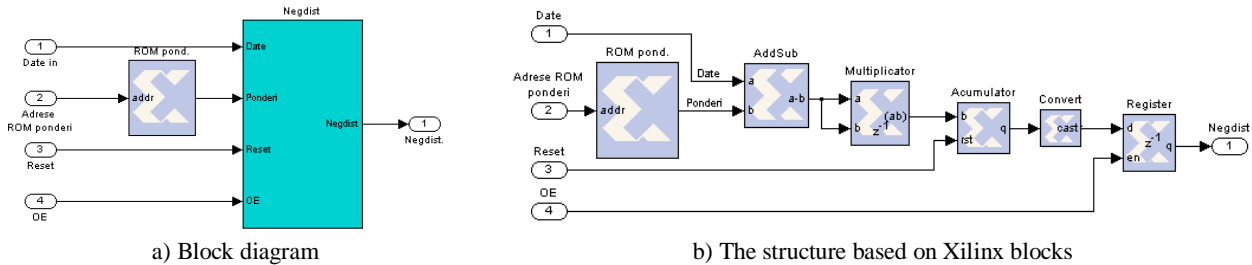 Negdist
1
Date in
Date
ROM pond.
addr
2
Adrese
ROM ponderi
Ponderi
Negdist
1
Negdist.
3
Reset
Reset
4
OE
OE
a) Block diagram
Date
1
ROM pond.
Adrese ROM
ponderi
2
addr
Date
Ponderi
AddSub
a
b
a-b
Multiplicator
a
b
(ab)
z-1
Acumulator
b
rst
q
Convert
cast
Register
d
z-1
en
q
Negdist
1
Reset
3
OE
4
b) The structure based on Xilinx blocks